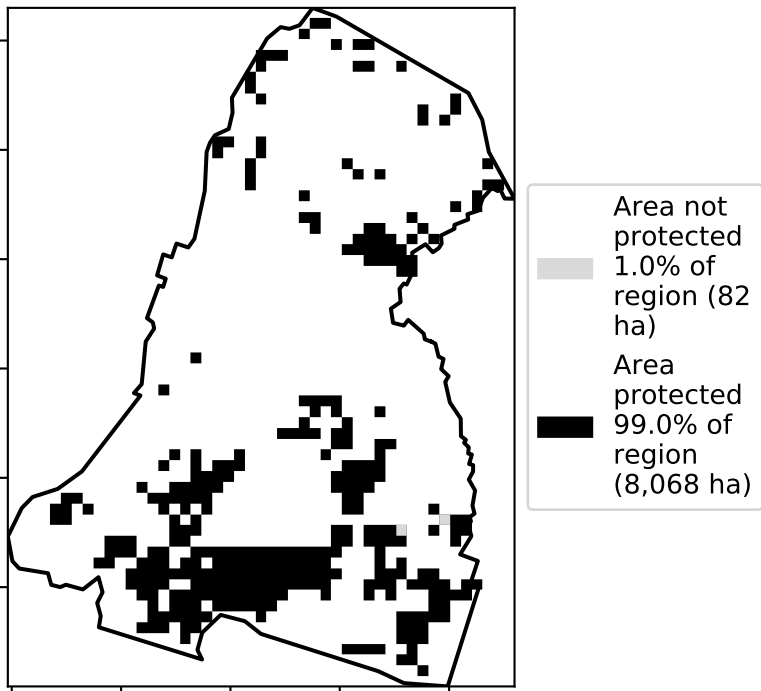 Area not
protected
1.0% of
region (82
ha)
Area
protected
99.0% of
region
(8,068 ha)